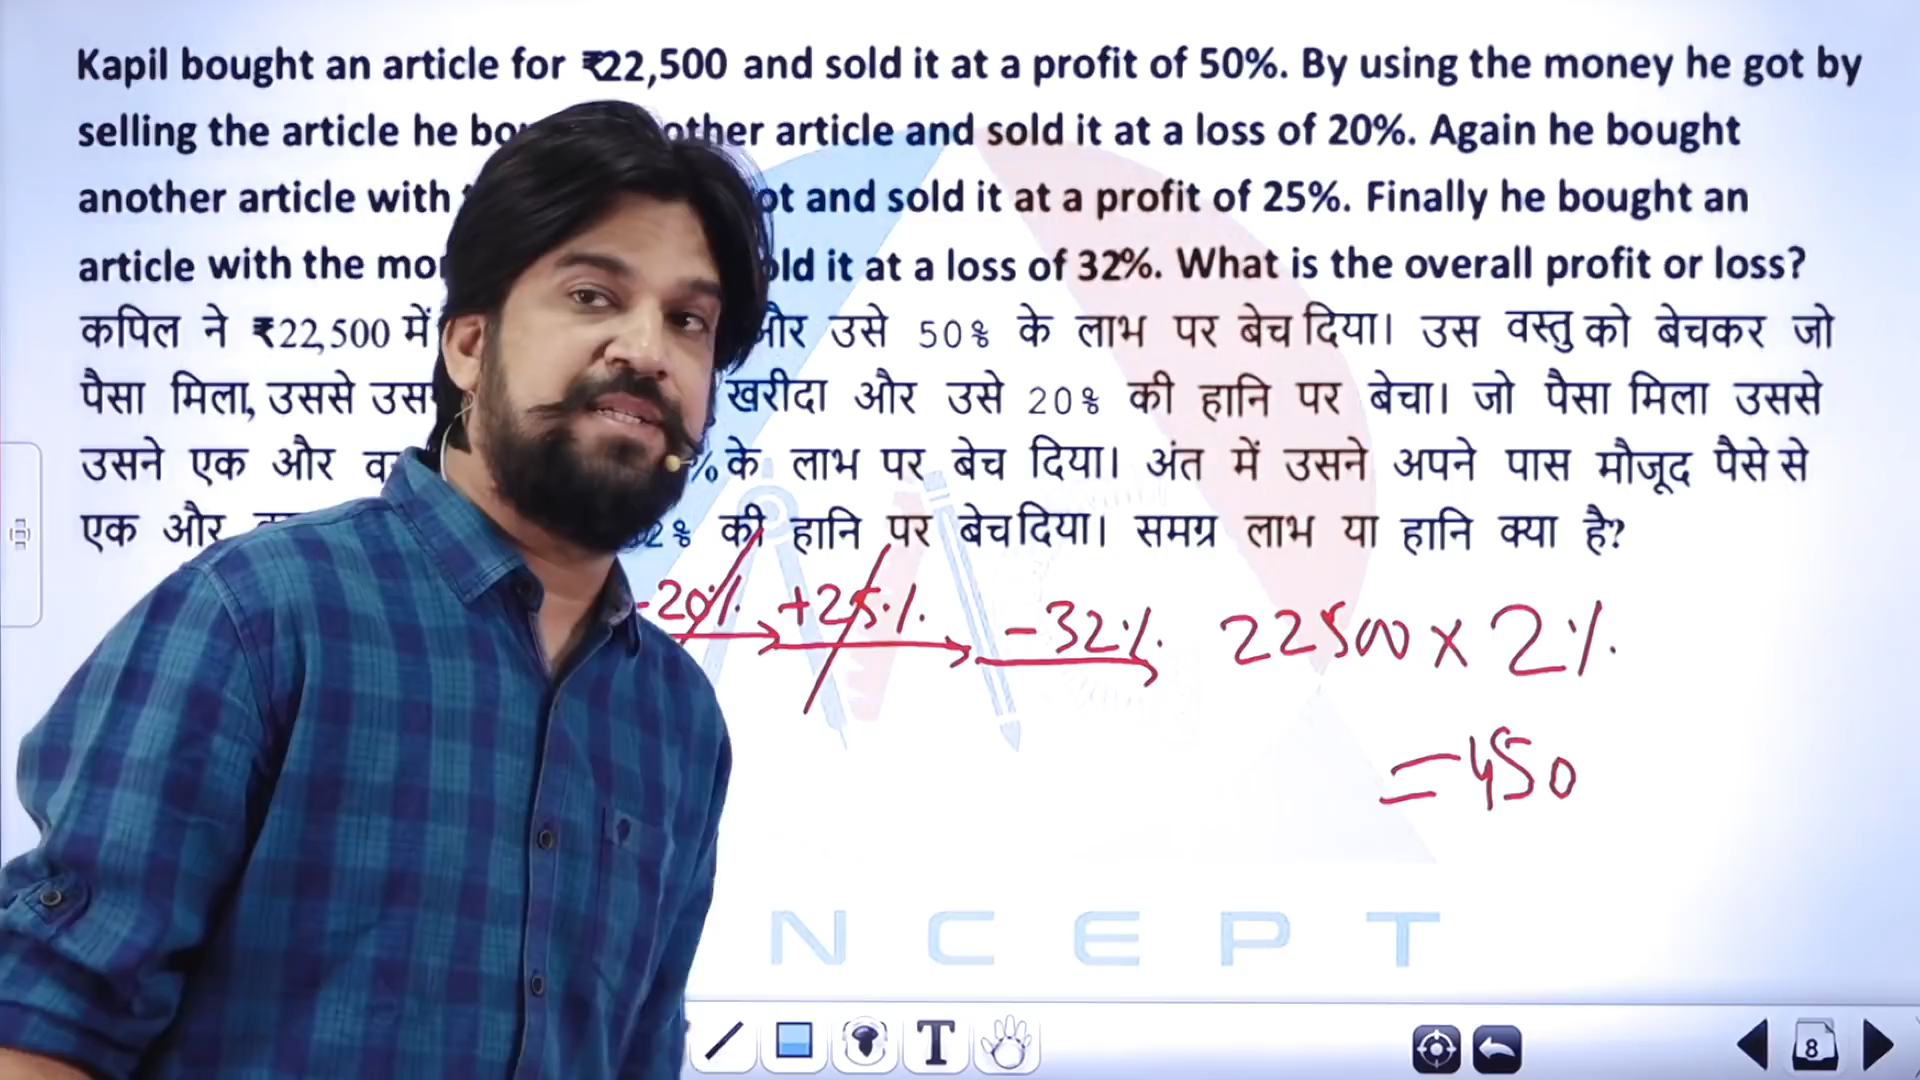 Kapil bought an article for ₹22,500 and sold it at a profit of 50%. By using the money he got by
selling the article he other article and sold it at a loss of 20%. Again he bought
another article with and sold it at a profit of 25%. Finally he bought an
article with the it at a loss of 32%. What is the overall profit or loss?
कपिल ने ₹22,500 में और उसे 50% के लाभ पर बेच दिया। उस वस्तु को बेचकर जो
पैसा मिला, उससे खरीदा और उसे 20% की हानि पर बेचा। जो पैसा मिला उससे
उसने एक और % के लाभ पर बेच दिया। अंत में उसने अपने पास मौजूद पैसे से
एक और 2% की हानि पर बेच दिया। समग्र लाभ या हानि क्या है?
-20% +25% -32% 22500 x 2%
=450
NCEPT
T 8